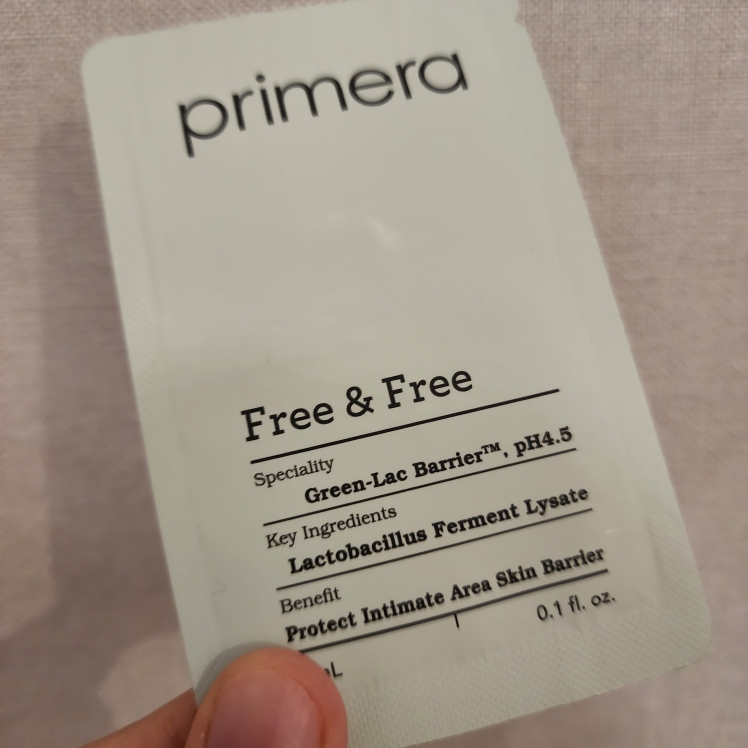 primera
Free & Free
Speciality
Green-Lac Barrier™, pH4.5
Key Ingredients
Lactobacillus Ferment Lysate
Benefit
Protect Intimate Area Skin Barrier
0.1 fl. oz.